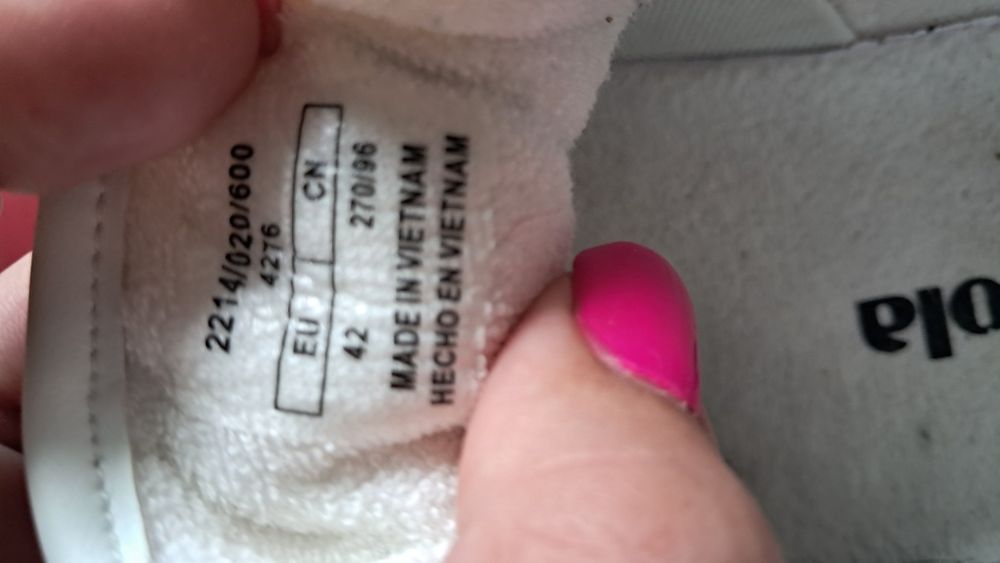 2214/020/600
4276
EU CN
42 270/96
MADE IN VIETNAM
HECHO EN VIETNAM
ola